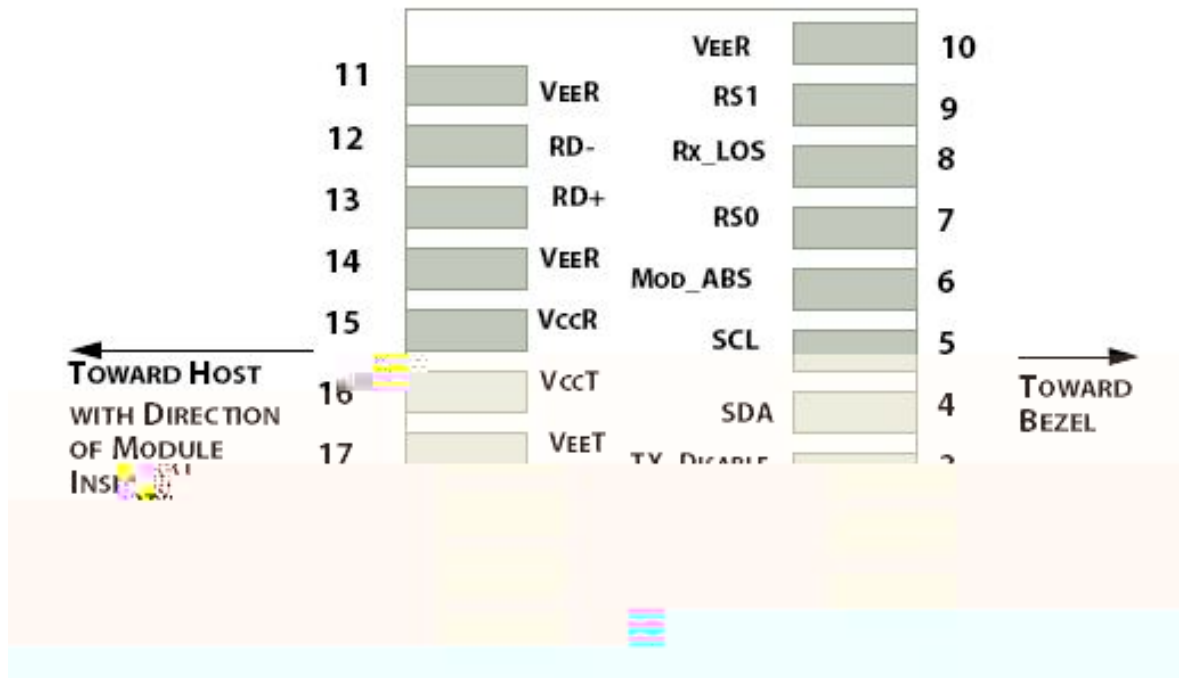 VEER 10
11 VEER
RS1 9
12 RD-
Rx_LOS 8
13 RD+
RS0 7
14 VEER
MOD_ABS 6
15 VCCR
SCL 5
TOWARD HOST
WITH DIRECTION
OF MODULE
16 VCCT
SDA 4
17 VEET
TOWARD
BEZEL